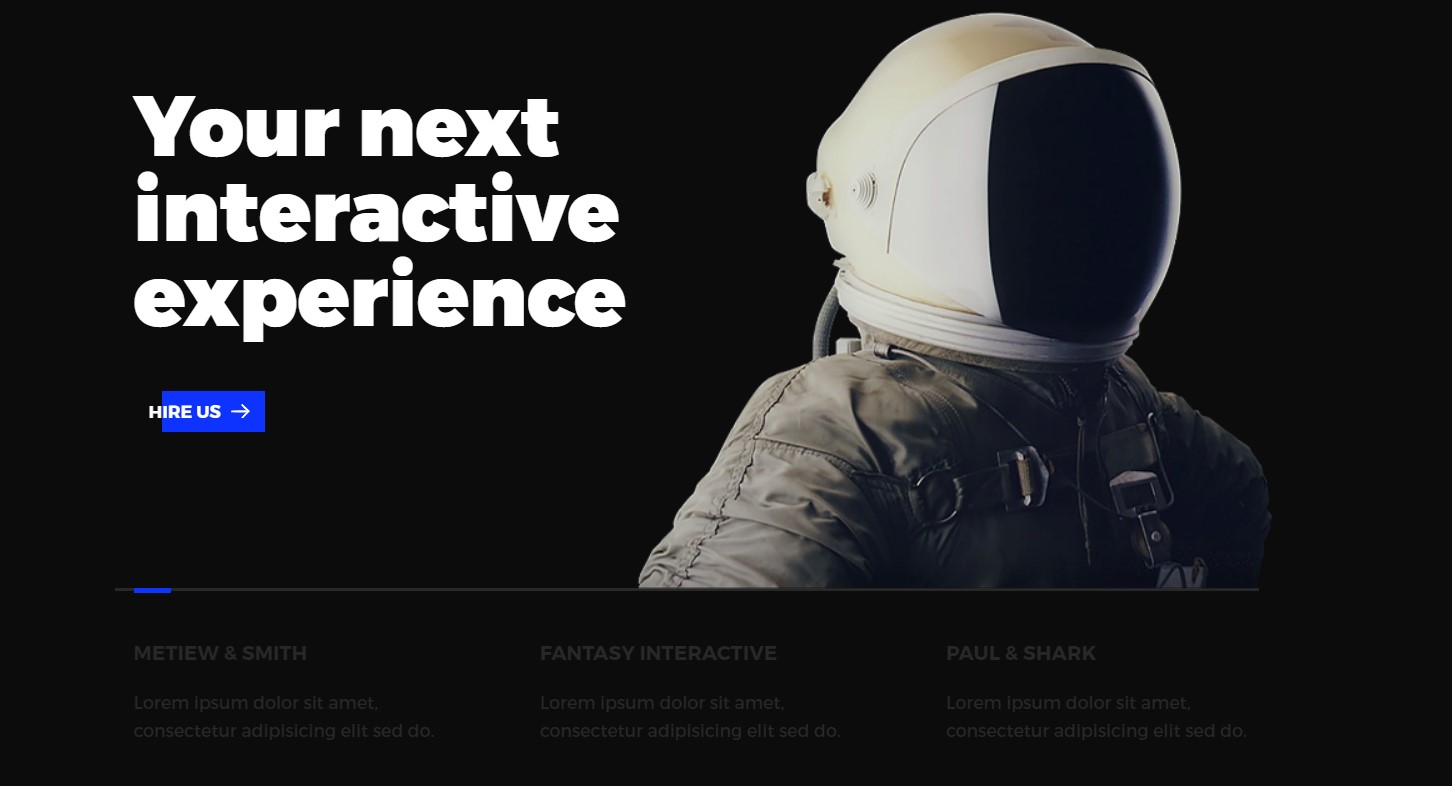 Your next
interactive
experience
HIRE US →
METIEW & SMITH
Lorem ipsum dolor sit amet,
consectetur adipisicing elit sed do.
FANTASY INTERACTIVE
Lorem ipsum dolor sit amet,
consectetur adipisicing elit sed do.
PAUL & SHARK
Lorem ipsum dolor sit amet,
consectetur adipisicing elit sed do.